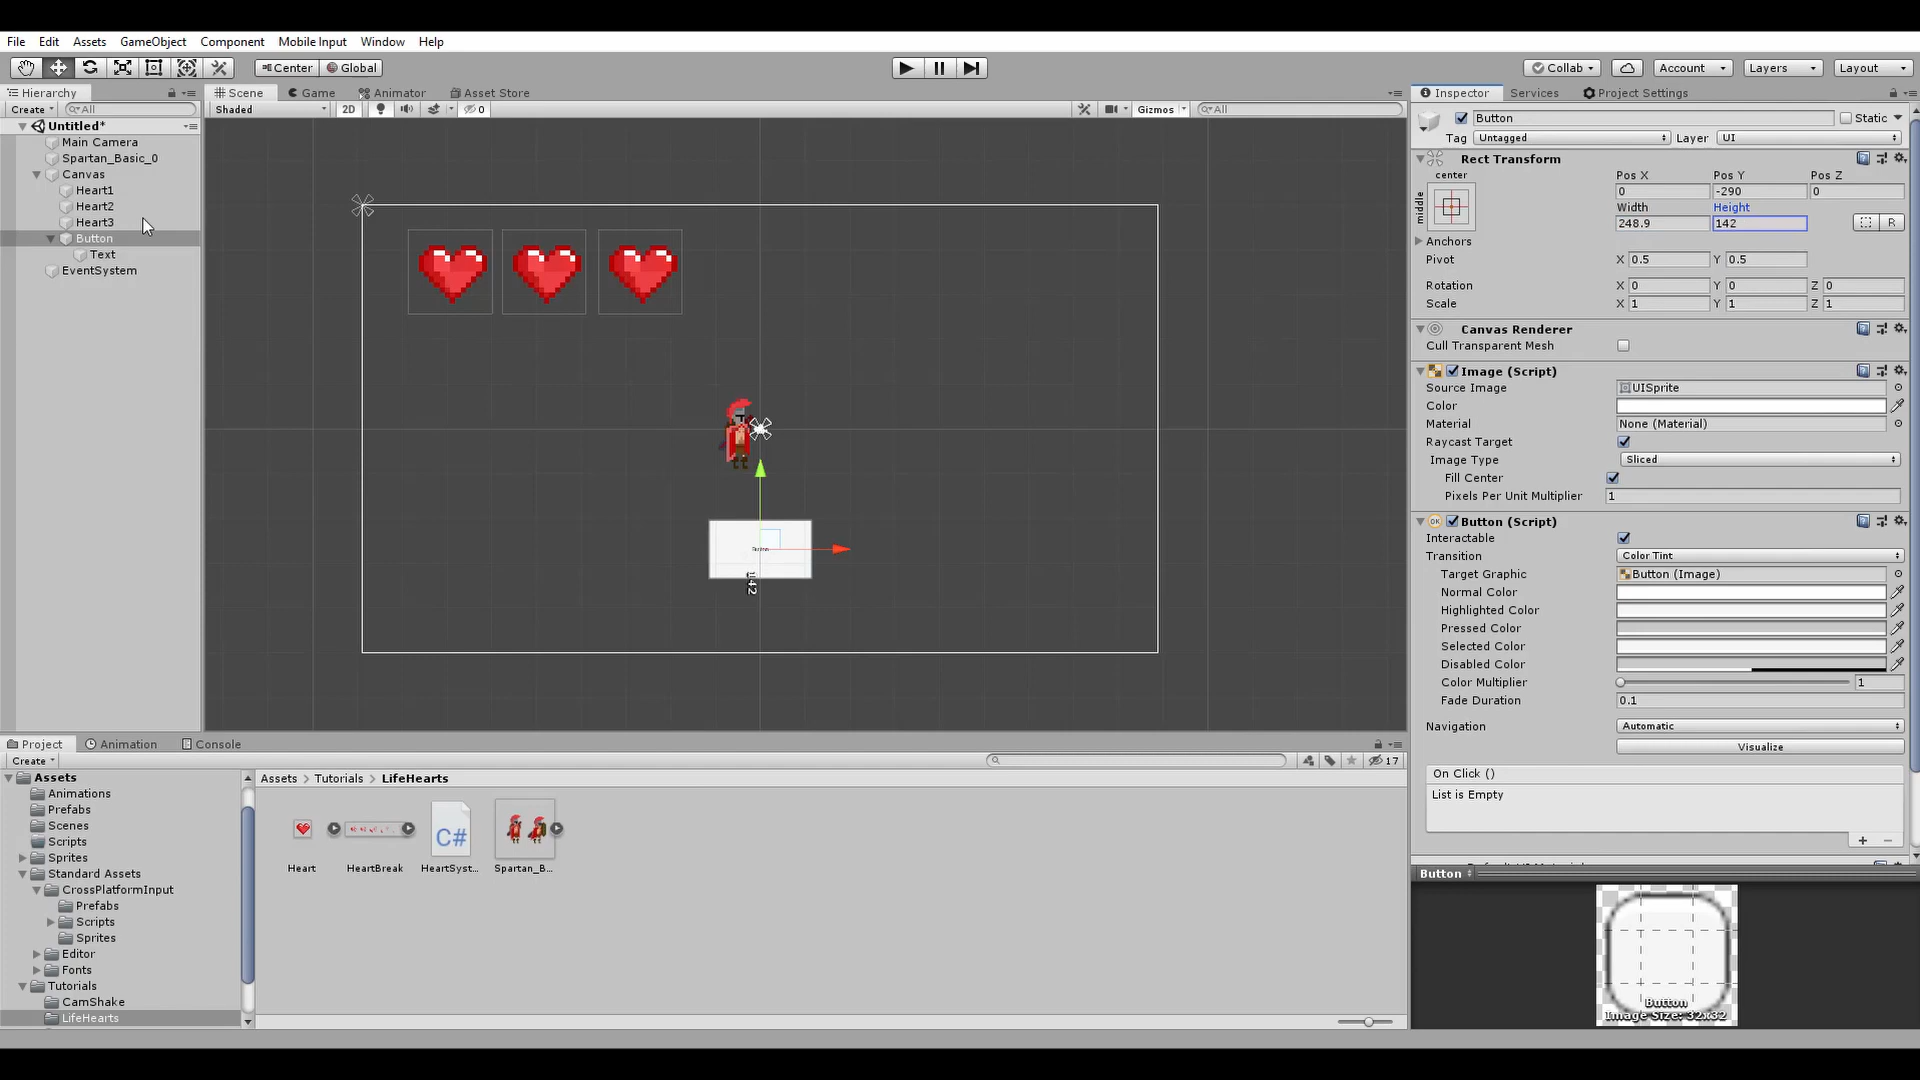 File Edit Assets GameObject Component Mobile Input Window Help
Center Global Collab Account Layers Layout
Hierarchy Scene Game Animator Asset Store Inspector Services Project Settings
Create All Shaded 2D 0 Gizmos All
Button Static
Untitled*
Main Camera
Spartan_Basic_0
Canvas
Heart1
Heart2
Heart3
Button
Text
EventSystem
Button
142
Tag Untagged Layer UI
Rect Transform
center
middle
Pos X Pos Y Pos Z
0 -290 0
Width Height
248.9 142 R
Anchors
Pivot X 0.5 Y 0.5
Rotation X 0 Y 0 Z 0
Scale X 1 Y 1 Z 1
Canvas Renderer
Cull Transparent Mesh
Image (Script)
Source Image UISprite
Color
Material None (Material)
Raycast Target
Image Type Sliced
Fill Center
Pixels Per Unit Multiplier 1
OK Button (Script)
Interactable
Transition Color Tint
Target Graphic Button (Image)
Normal Color
Highlighted Color
Pressed Color
Selected Color
Disabled Color
Color Multiplier 1
Fade Duration 0.1
Navigation Automatic
Visualize
On Click ()
List is Empty
Button
Button
Image Size: 32x32
Project Animation Console
Create 17
Assets
Animations
Prefabs
Scenes
Scripts
Sprites
Standard Assets
CrossPlatformInput
Prefabs
Scripts
Sprites
Editor
Fonts
Tutorials
CamShake
LifeHearts
Assets > Tutorials > LifeHearts
C#
Heart HeartBreak HeartSyst... Spartan_B...